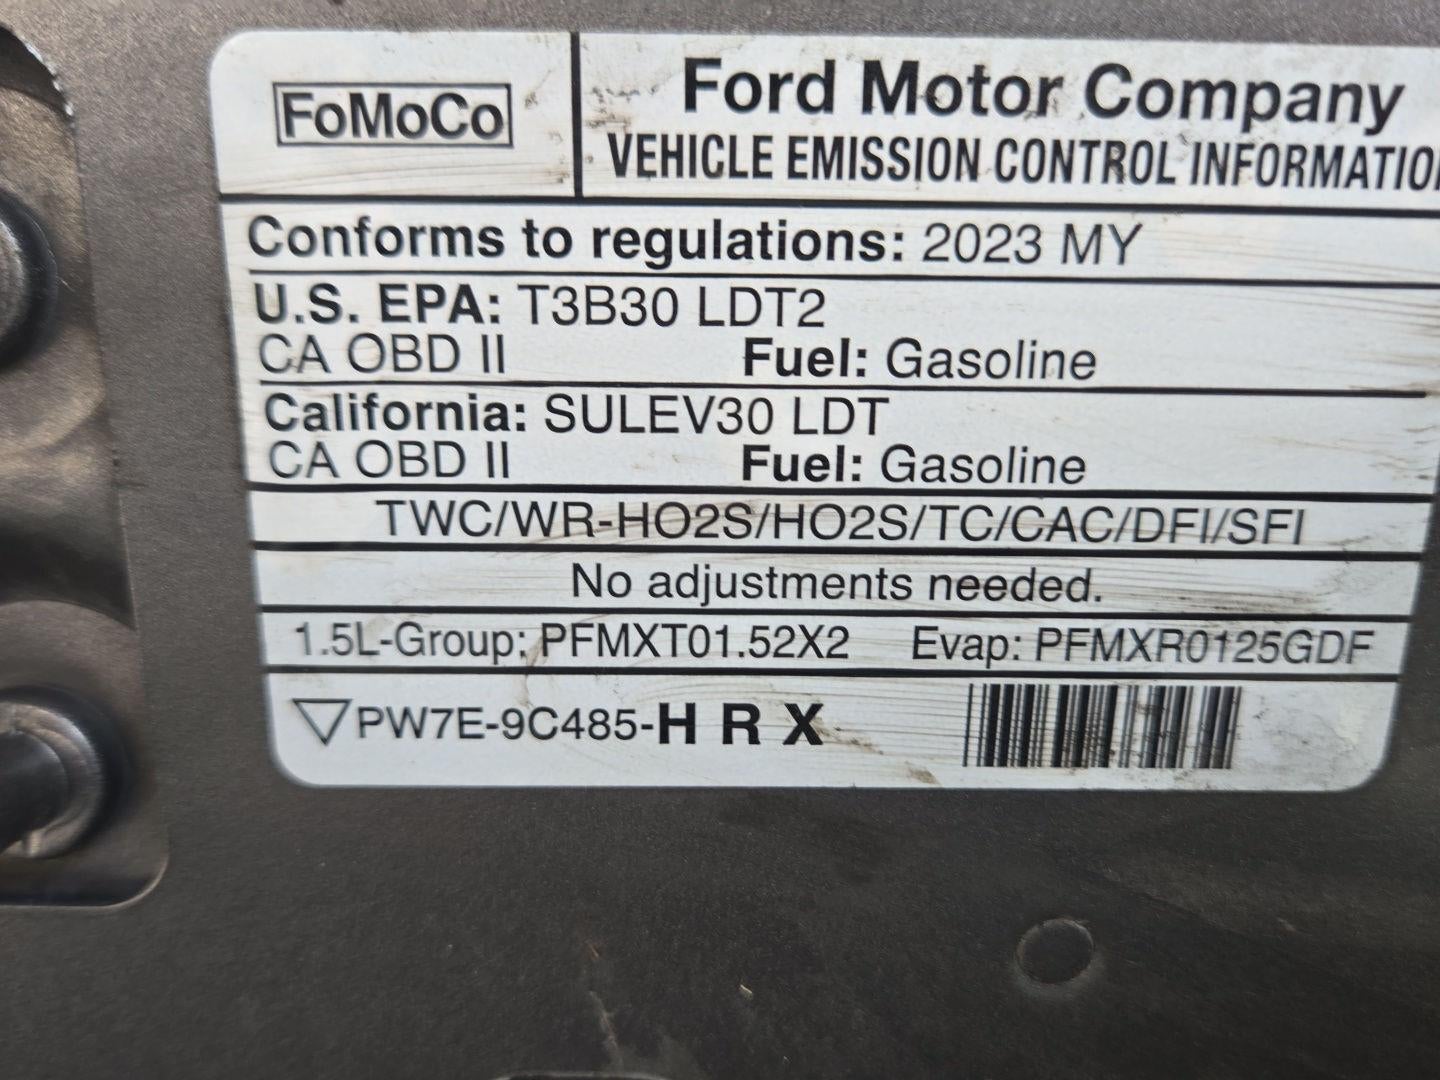 FoMoCo
Ford Motor Company
VEHICLE EMISSION CONTROL INFORMATION
Conforms to regulations: 2023 MY
U.S. EPA: T3B30 LDT2
CA OBD II Fuel: Gasoline
California: SULEV30 LDT
CA OBD II Fuel: Gasoline
TWC/WR-HO2S/HO2S/TC/CAC/DFI/SFI
No adjustments needed.
1.5L-Group: PFMXT01.52X2 Evap: PFMXR0125GDF
PW7E-9C485-H R X